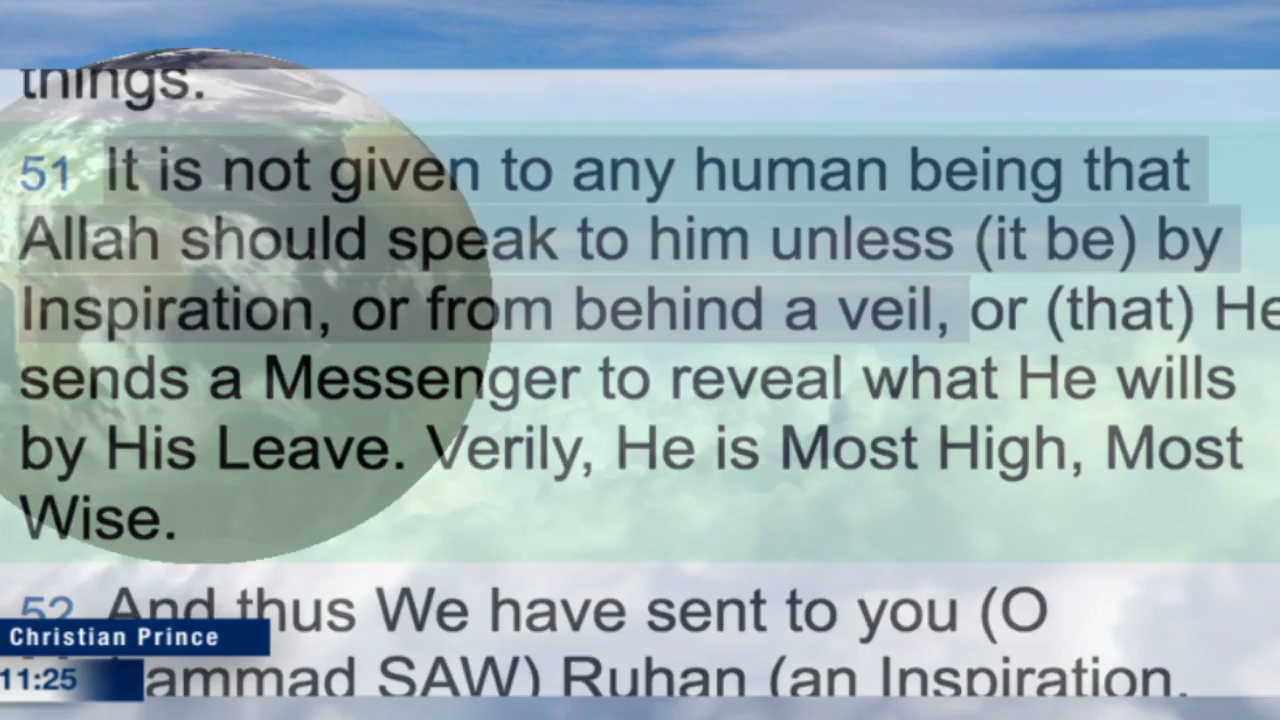 things.
51 It is not given to any human being that
Allah should speak to him unless (it be) by
Inspiration, or from behind a veil, or (that) He
sends a Messenger to reveal what He wills
by His Leave. Verily, He is Most High, Most
Wise.
52 And thus We have sent to you (O
ammad SAW) Ruhan (an Inspiration,
Christian Prince
11:25